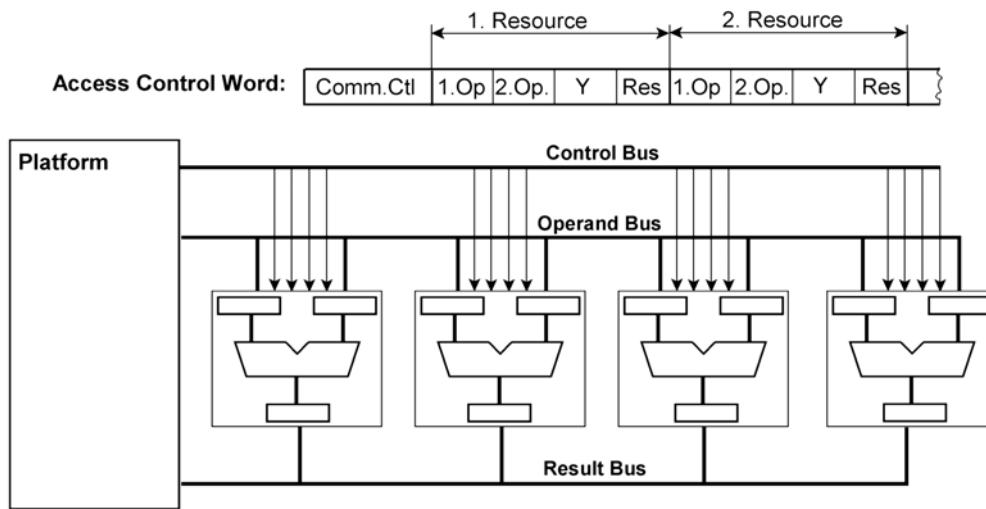 1. Resource 2. Resource
Access Control Word: Comm.Ctl 1.Op 2.Op. Y Res 1.Op 2.Op. Y Res
Platform
Control Bus
Operand Bus
Result Bus